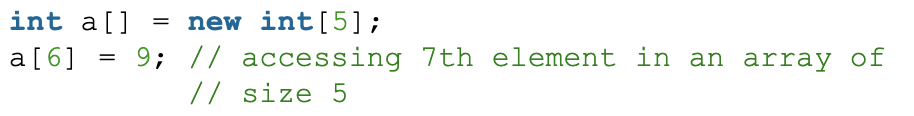 int a[] = new int[5];
a[6] = 9; // accessing 7th element in an array of
// size 5